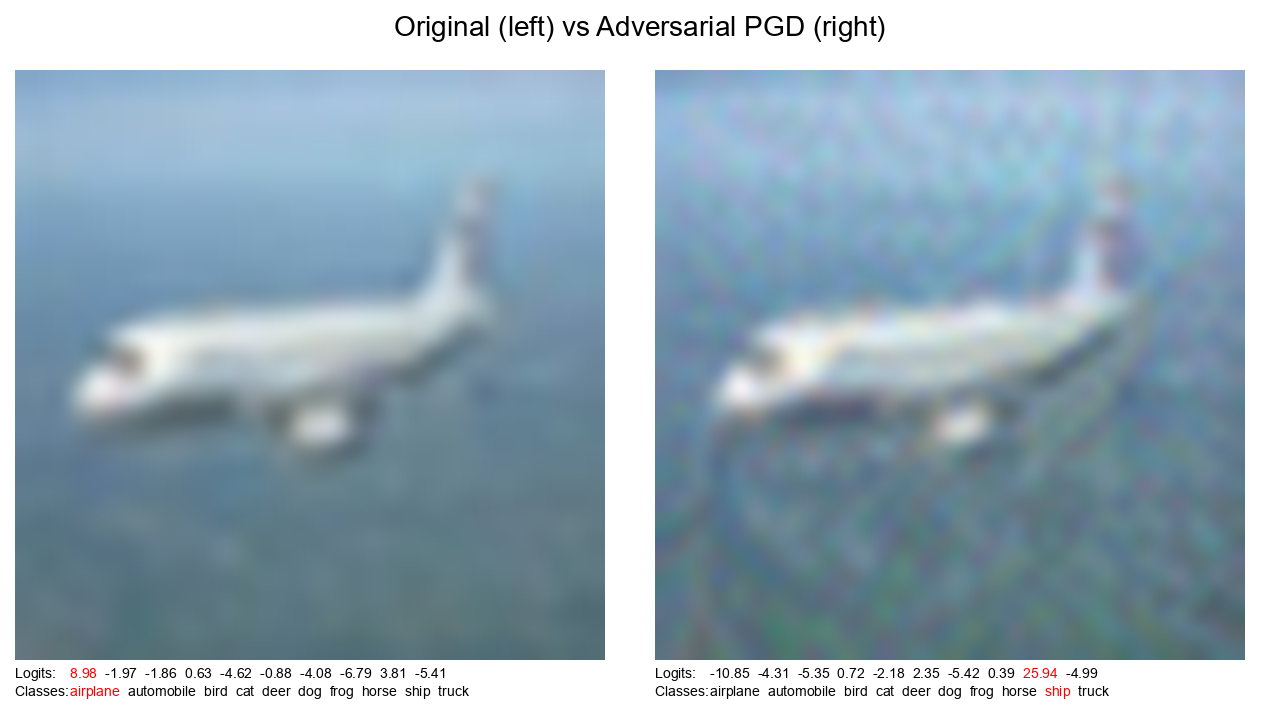 Original (left) vs Adversarial PGD (right)
Logits: 8.98 -1.97 -1.86 0.63 -4.62 -0.88 -4.08 -6.79 3.81 -5.41
Classes: airplane automobile bird cat deer dog frog horse ship truck
Logits: -10.85 -4.31 -5.35 0.72 -2.18 2.35 -5.42 0.39 25.94 -4.99
Classes: airplane automobile bird cat deer dog frog horse ship truck